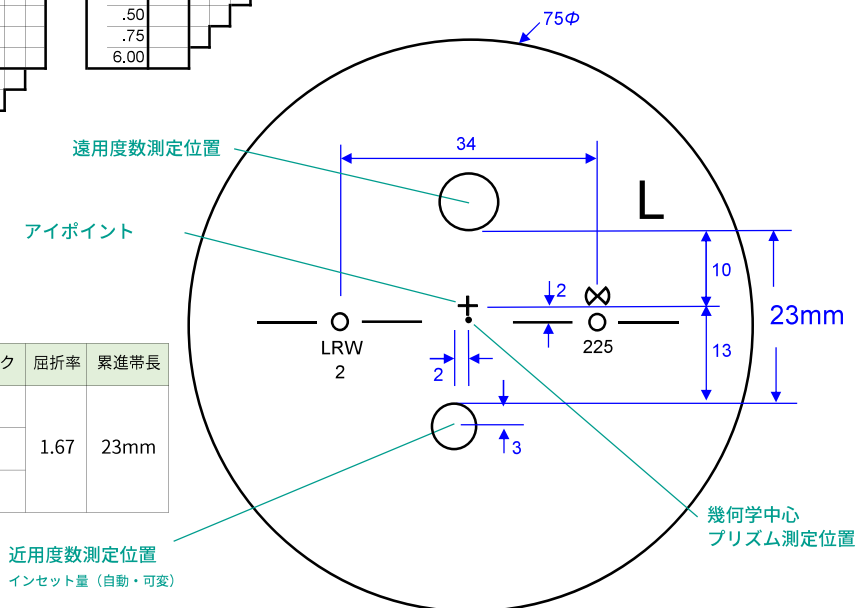 .50
.75
6.00
75Φ
遠用度数測定位置
34
L
アイポイント
10
2
23mm
LRW
2
225
13
2
ク
屈折率
累進帯長
1.67
23mm
3
幾何学中心
プリズム測定位置
近用度数測定位置
インセット量（自動・可変）